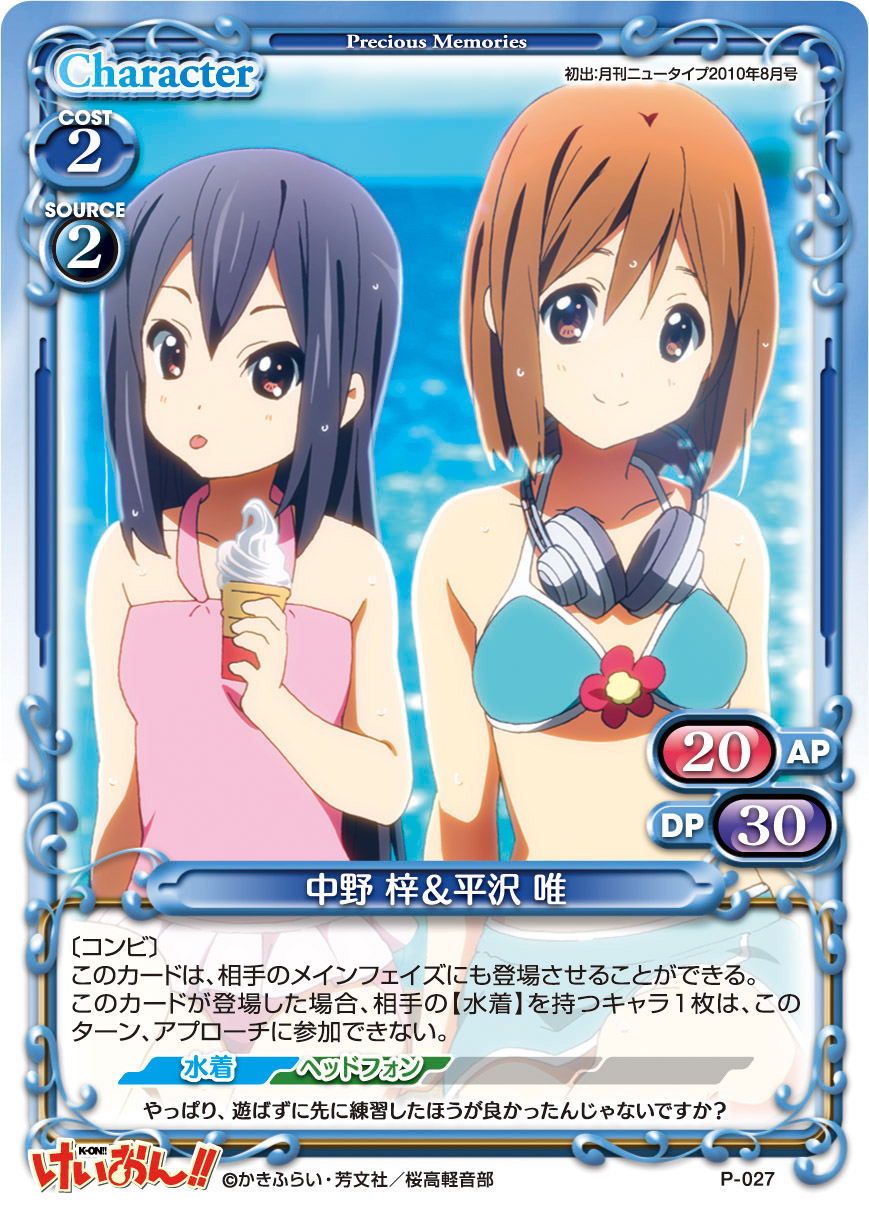 Precious Memories
Character
初出:月刊ニュータイプ2010年8月号
COST
2
SOURCE
2
20 AP
DP 30
中野 梓&平沢 唯
〔コンビ〕
このカードは、相手のメインフェイズにも登場させることができる。
このカードが登場した場合、相手の【水着】を持つキャラ1枚は、この
ターン、アプローチに参加できない。
水着 ヘッドフォン
やっぱり、遊ばずに先に練習したほうが良かったんじゃないですか?
K-ON!!
けいおん!!
©かきふらい・芳文社/桜高軽音部
P-027